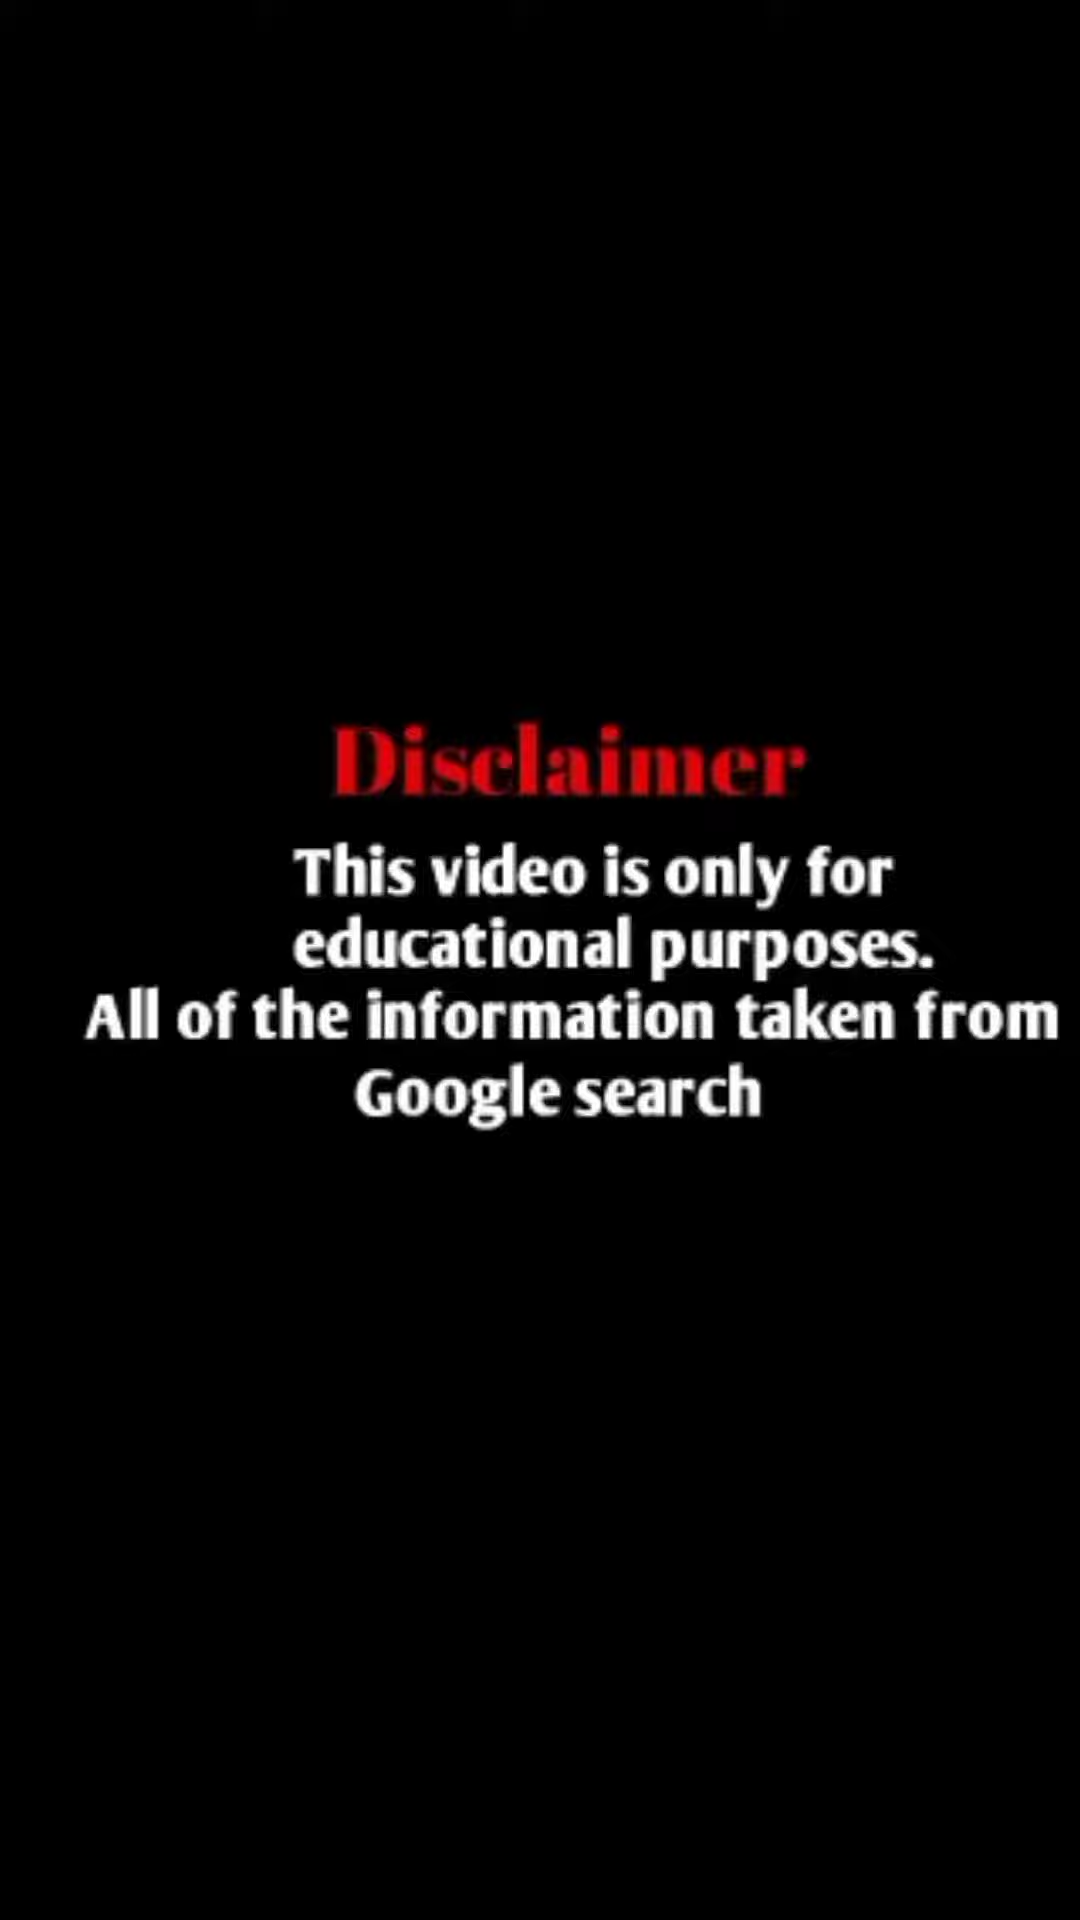 Disclaimer
This video is only for
educational purposes.
All of the information taken from
Google search